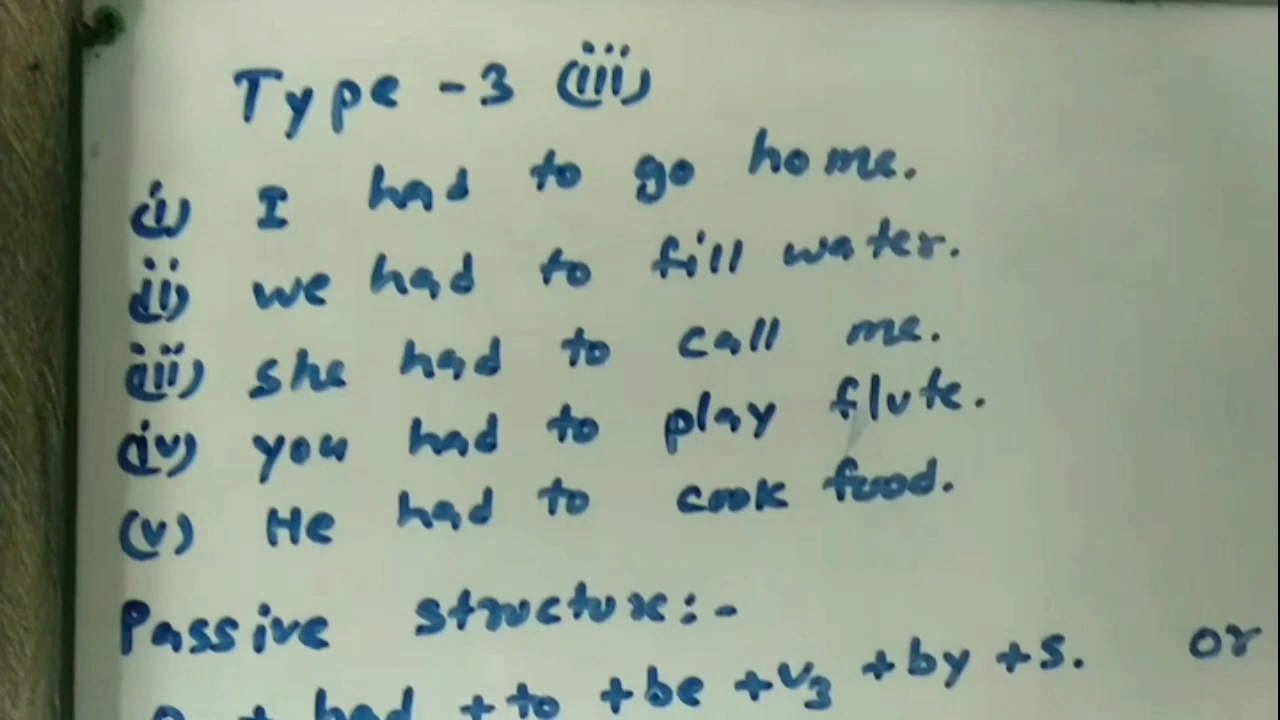 Type - 3 (iii)
(i) I had to go home.
(ii) we had to fill water.
(iii) she had to call me.
(iv) you had to play flute.
(v) He had to cook food.
Passive structure:-
+ had + to + be + v3 + by + s. or